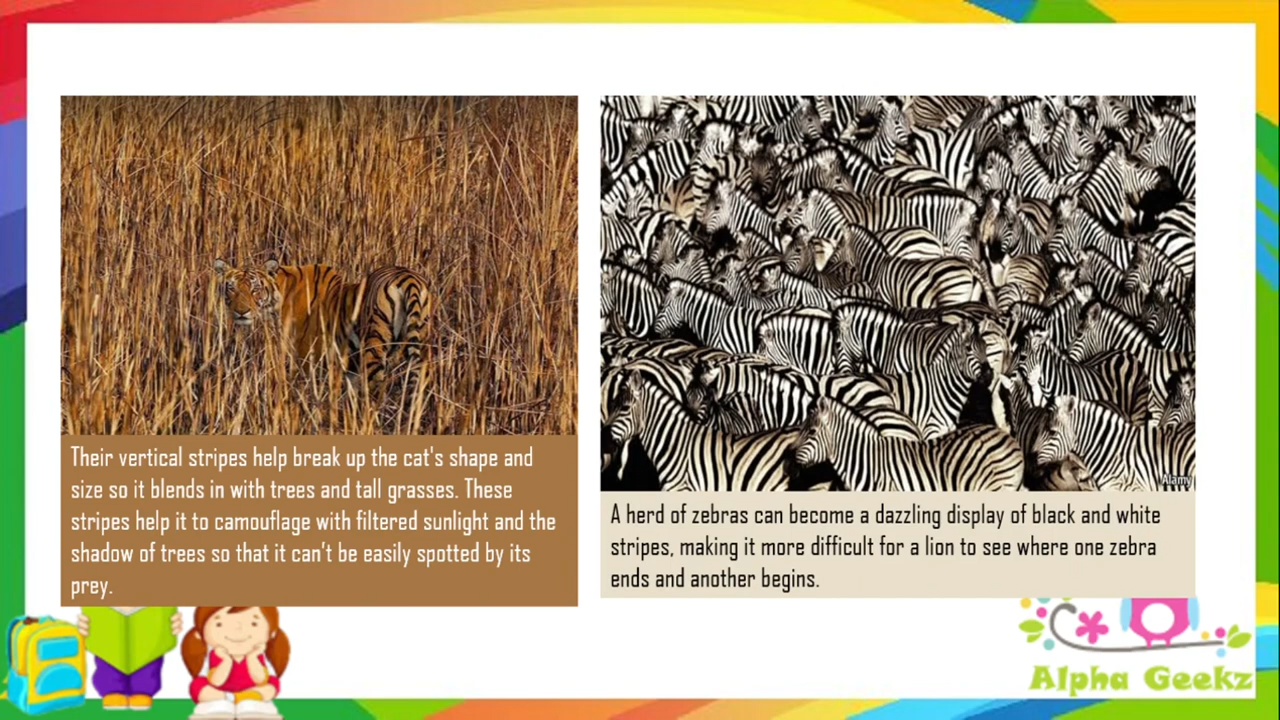 Their vertical stripes help break up the cat's shape and
size so it blends in with trees and tall grasses. These
stripes help it to camouflage with filtered sunlight and the
shadow of trees so that it can't be easily spotted by its
prey.
Alamy
A herd of zebras can become a dazzling display of black and white
stripes, making it more difficult for a lion to see where one zebra
ends and another begins.
Alpha Geekz